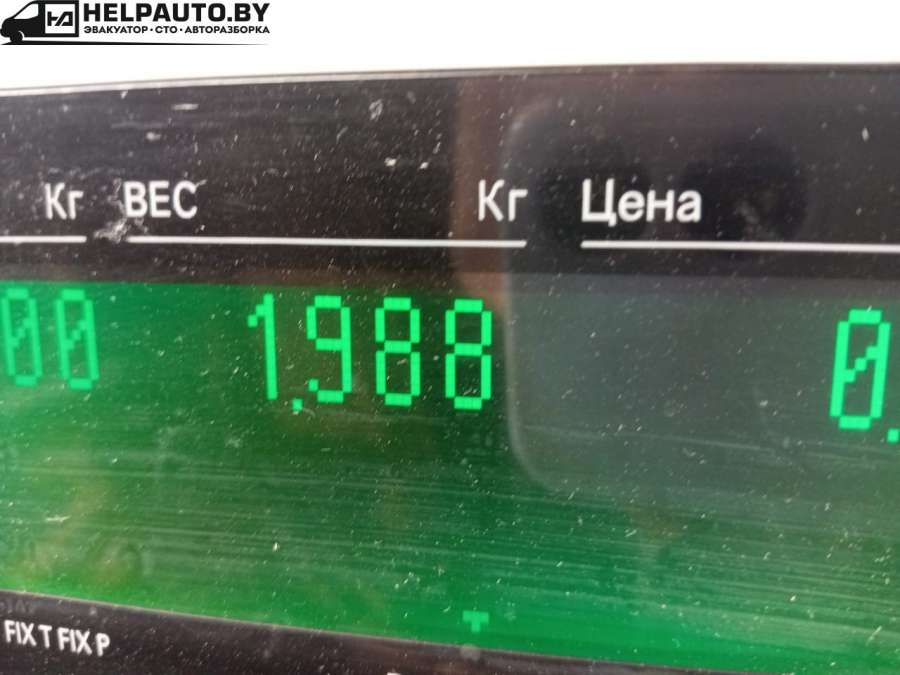 HELPAUTO.BY
ЭВАКУАТОР • СТО • АВТОРАЗБОРКА
Кг ВЕС Кг Цена
00 1.988 0.
FIX T FIX P